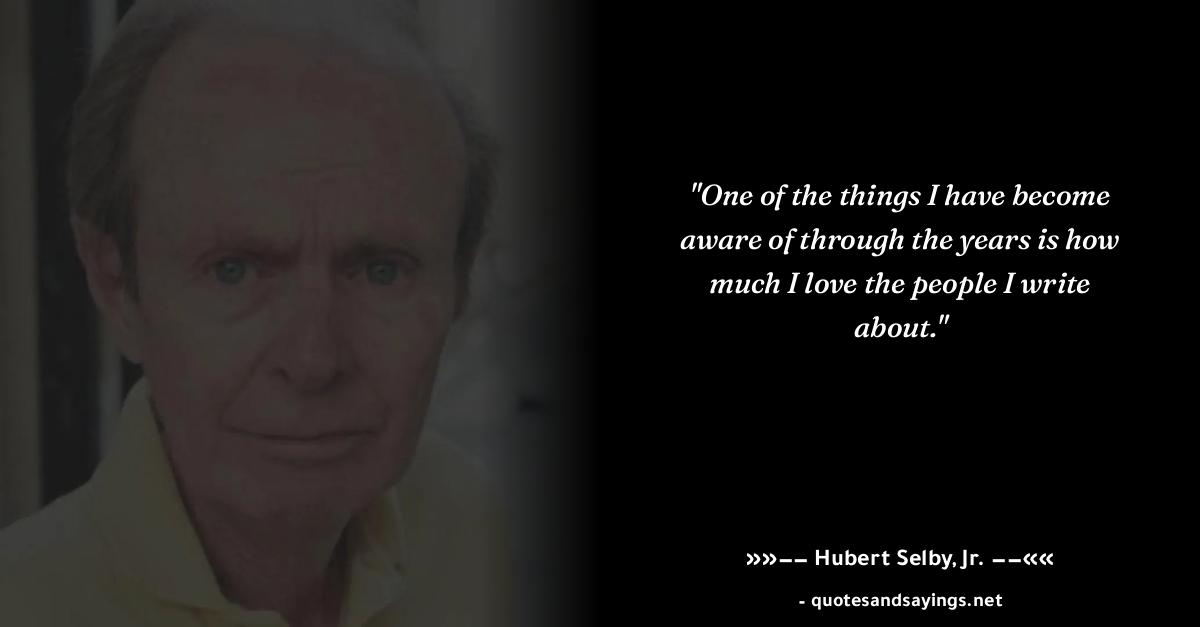 "One of the things I have become
aware of through the years is how
much I love the people I write
about."
»»−− Hubert Selby, Jr. −−««
- quotesandsayings.net